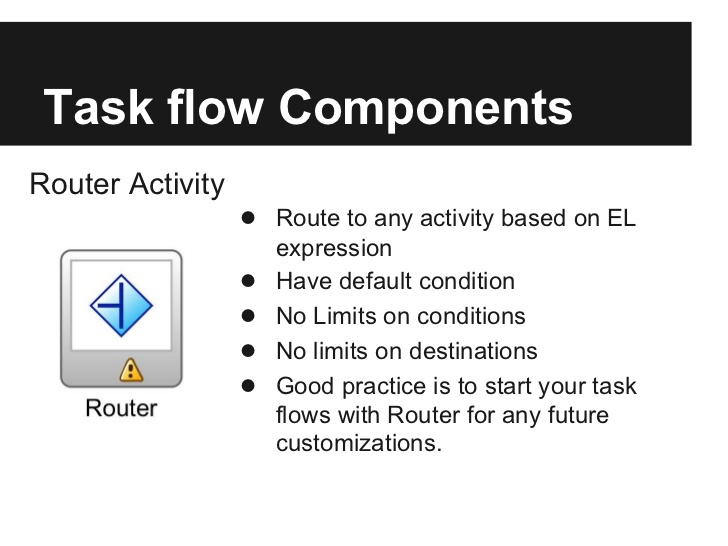 Task flow Components
Router Activity
● Route to any activity based on EL
expression
● Have default condition
● No Limits on conditions
● No limits on destinations
● Good practice is to start your task
flows with Router for any future
customizations.
Router